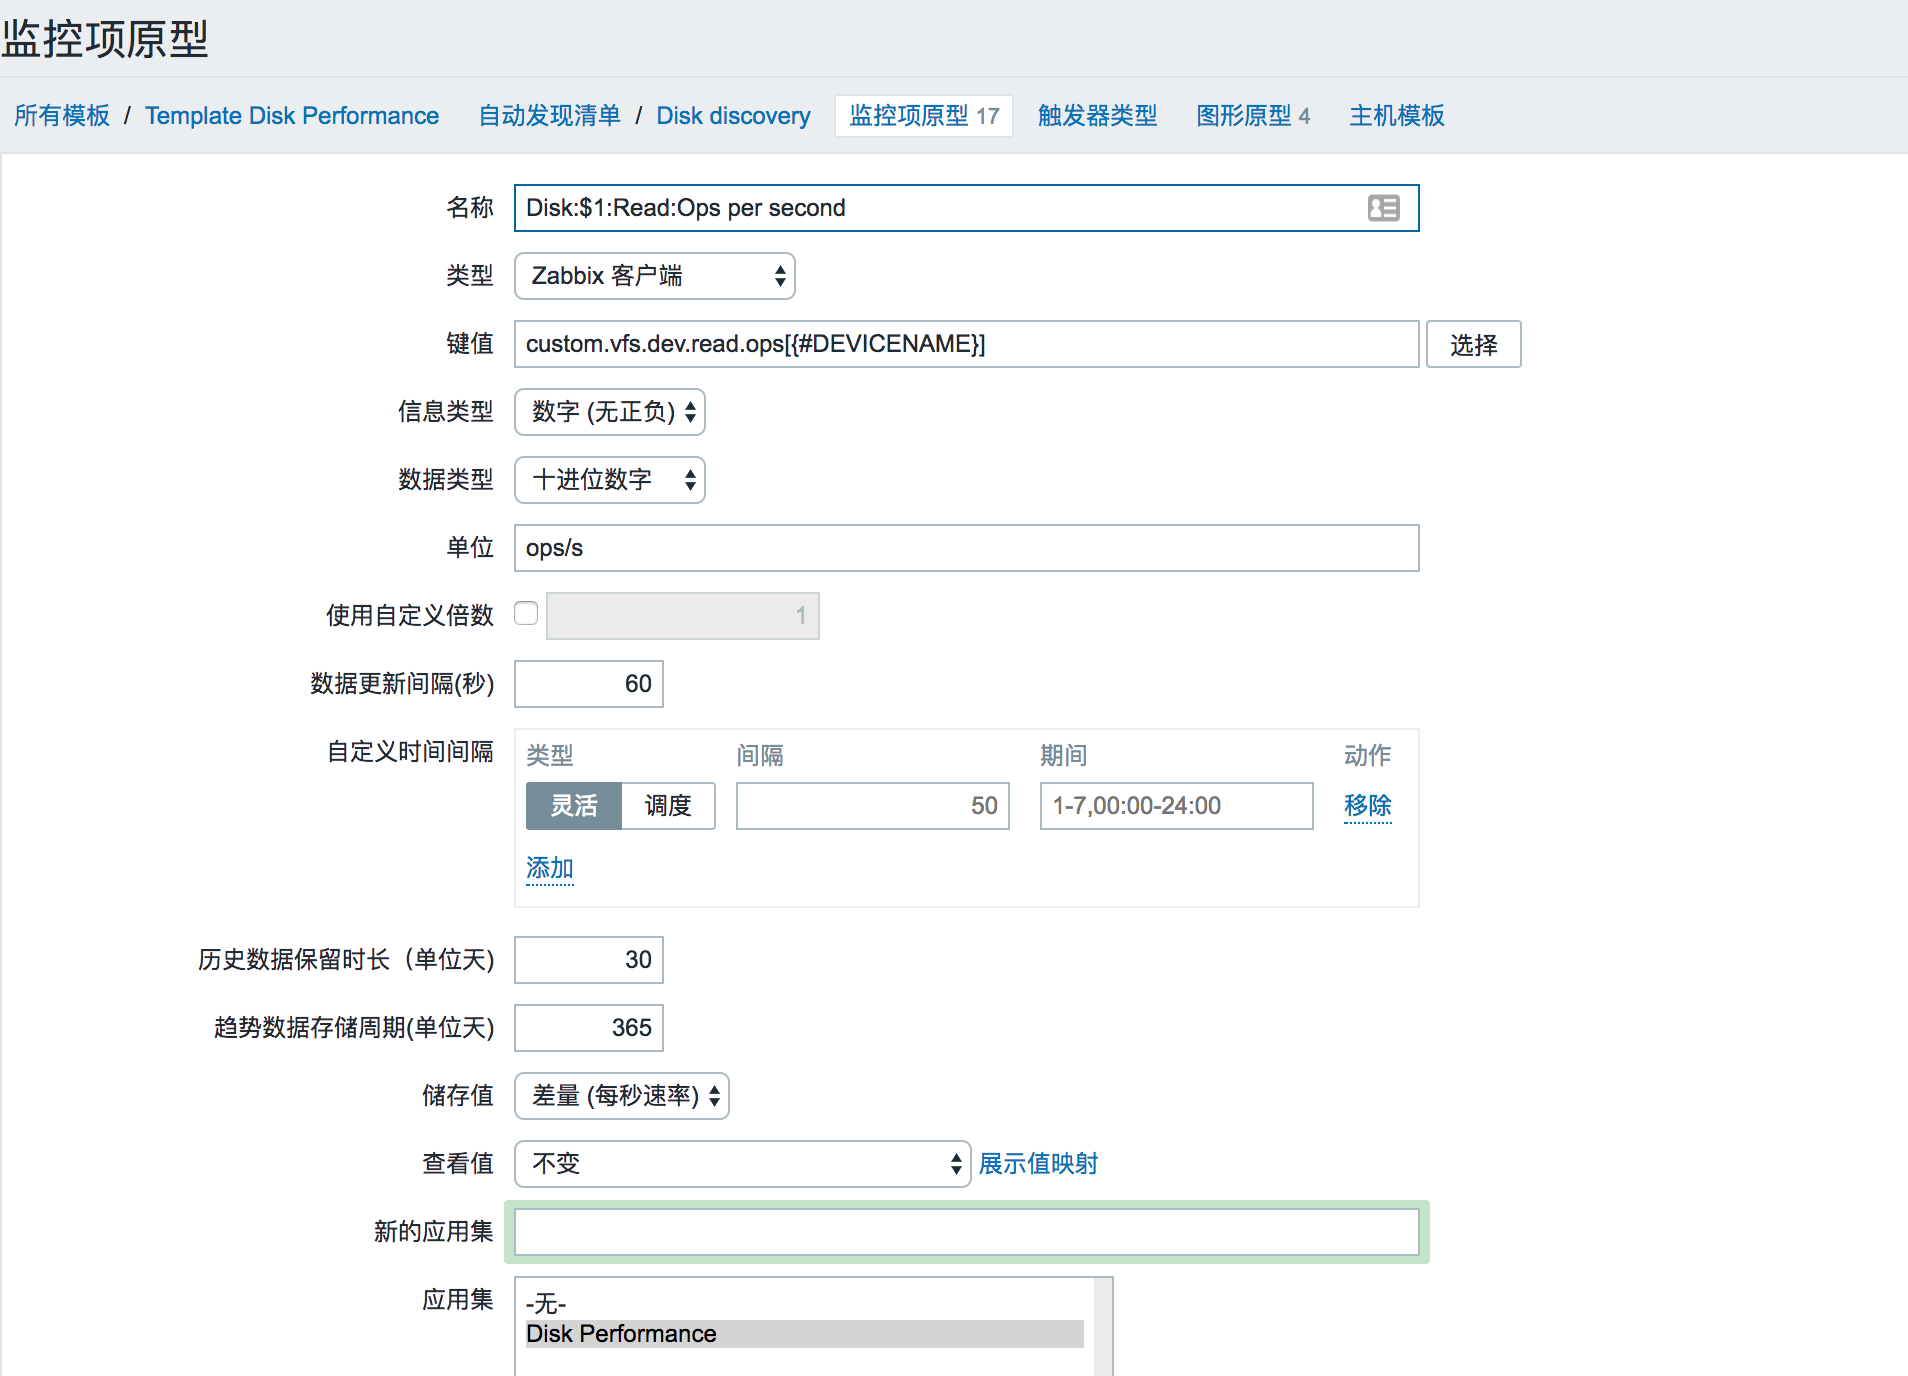 监控项原型
所有模板 / Template Disk Performance 自动发现清单 / Disk discovery 监控项原型 17 触发器类型 图形原型 4 主机模板
名称 Disk:$1:Read:Ops per second
类型 Zabbix 客户端
键值 custom.vfs.dev.read.ops[{#DEVICENAME}] 选择
信息类型 数字 (无正负)
数据类型 十进位数字
单位 ops/s
使用自定义倍数 1
数据更新间隔(秒) 60
自定义时间间隔 类型 间隔 期间 动作
灵活 调度 50 1-7,00:00-24:00 移除
添加
历史数据保留时长（单位天) 30
趋势数据存储周期(单位天) 365
储存值 差量 (每秒速率)
查看值 不变 展示值映射
新的应用集
应用集 -无-
Disk Performance